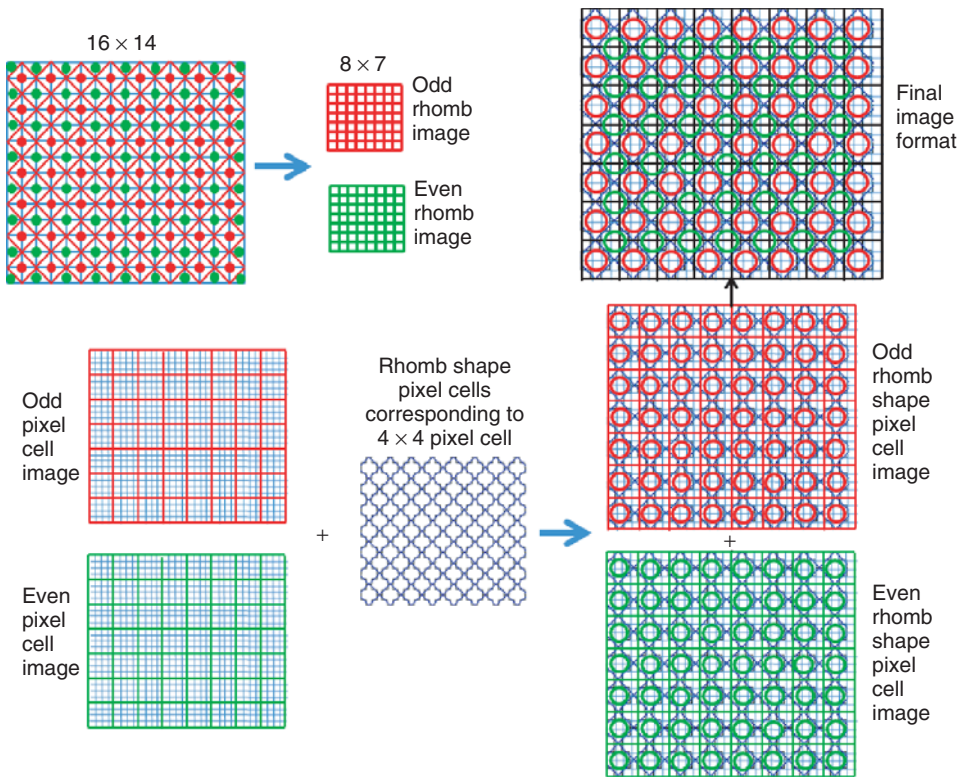 16 × 14
8 × 7
Odd
rhomb
image
Even
rhomb
image
Final
image
format
Odd
pixel
cell
image
Even
pixel
cell
image
+
Rhomb shape
pixel cells
corresponding to
4 × 4 pixel cell
Odd
rhomb
shape
pixel
cell
image
+
Even
rhomb
shape
pixel
cell
image